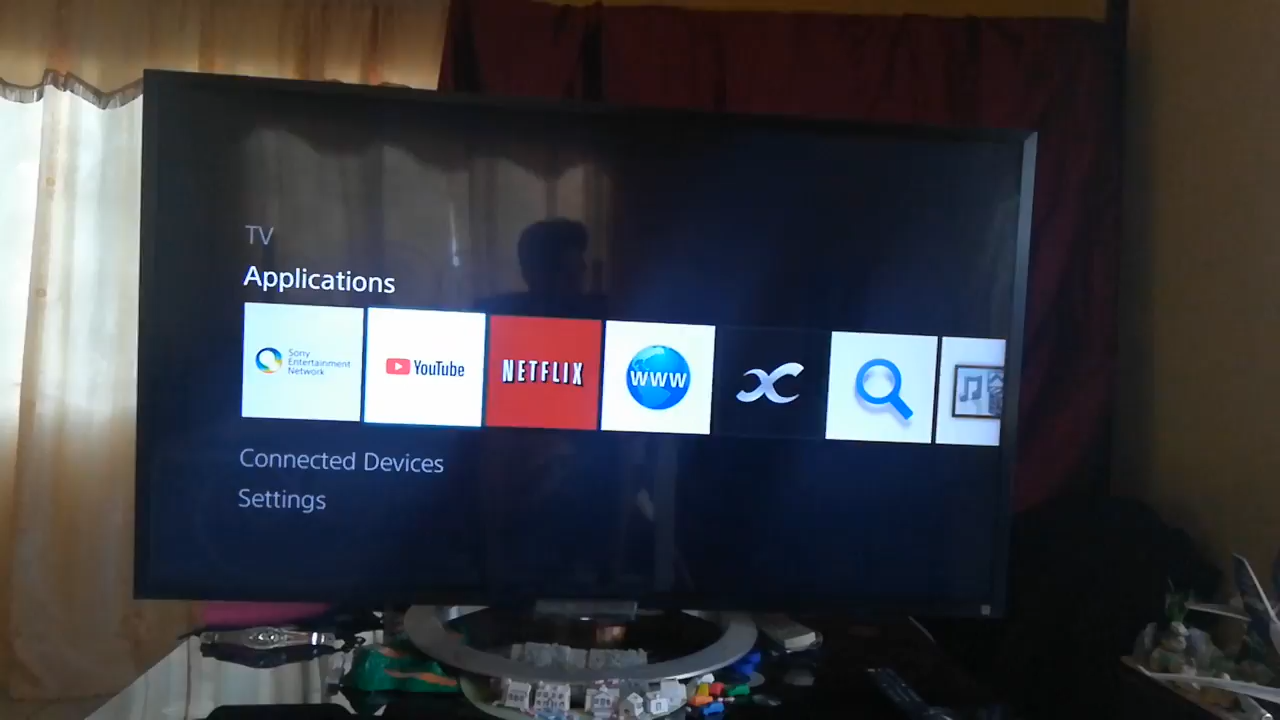 TV
Applications
Sony
Entertainment
Network
YouTube
NETFLIX
WWW
Connected Devices
Settings